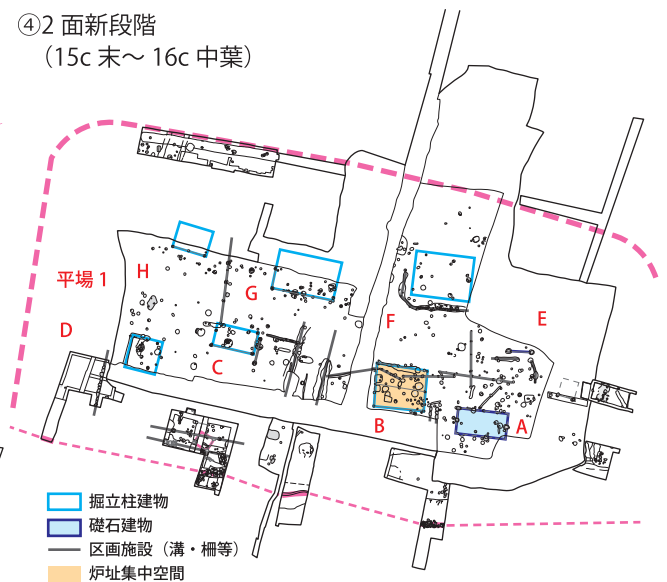 ④2 面新段階
（15c 末～ 16c 中葉）
平場 1
H
G
D
C
F
E
B
A
掘立柱建物
礎石建物
区画施設（溝・柵等）
炉址集中空間